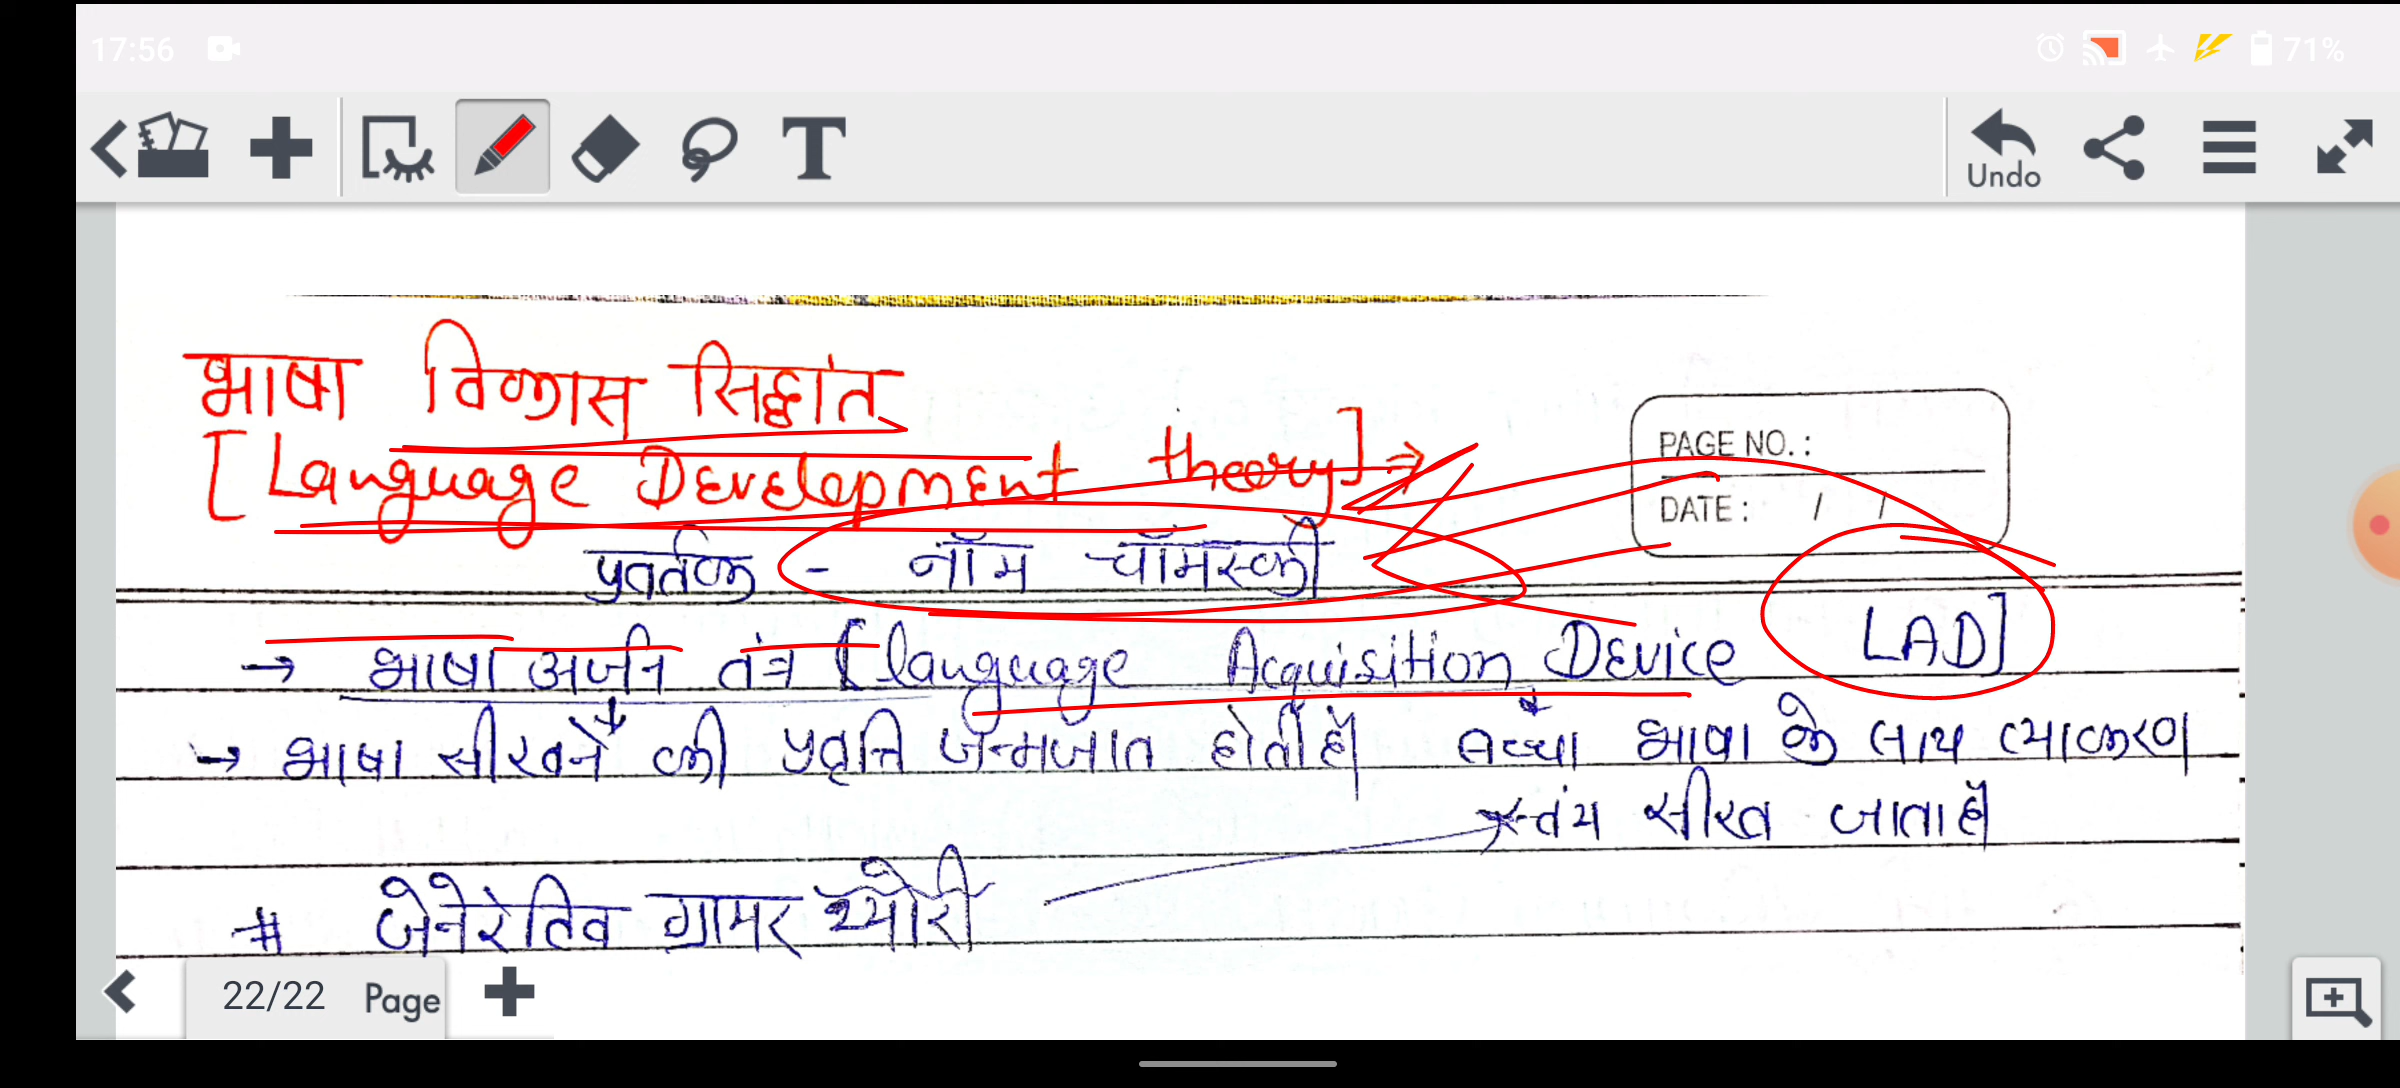 17:56 71%
Undo
भाषा विकास सिद्धांत
[Language Development theory] →
PAGE NO. :
DATE : / /
प्रवर्तक - नॉम चॉमस्की
→ भाषा अर्जन तंत्र [language Acquisition Device LAD]
→ भाषा सीखने की प्रवृति जन्मजात होती है। बच्चा भाषा के साथ व्याकरण
स्वंय सीख जाता है
# जेनेरेतिव ग्रामर थ्योरी
22/22 Page